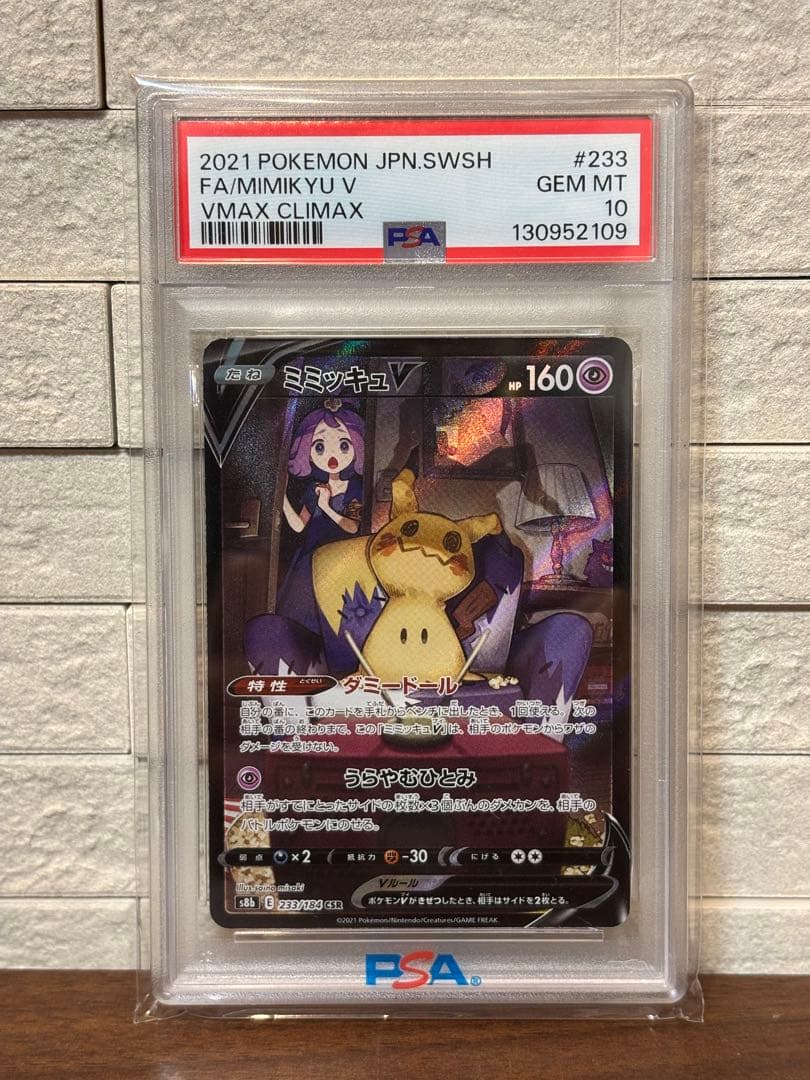 2021 POKEMON JPN.SWSH #233
FA/MIMIKYU V GEM MT
VMAX CLIMAX 10
PSA 130952109
たね ミミッキュV HP 160
特性 とくせい ダミードール
自分の番に、このカードを手札からベンチに出したとき、1回使える。次の
相手の番の終わりまで、この「ミミッキュV」は、相手のポケモンからワザの
ダメージを受けない。
うらやむひとみ
相手がすでにとったサイドの枚数×3個ぶんのダメカンを、相手の
バトルポケモンにのせる。
弱点 ×2 抵抗力 -30 にげる
Vルール
ポケモンVがきぜつしたとき、相手はサイドを2枚とる。
illus. saino misaki
s8b E 233/184 CSR
©2021 Pokémon/Nintendo/Creatures/GAME FREAK.
PSA®